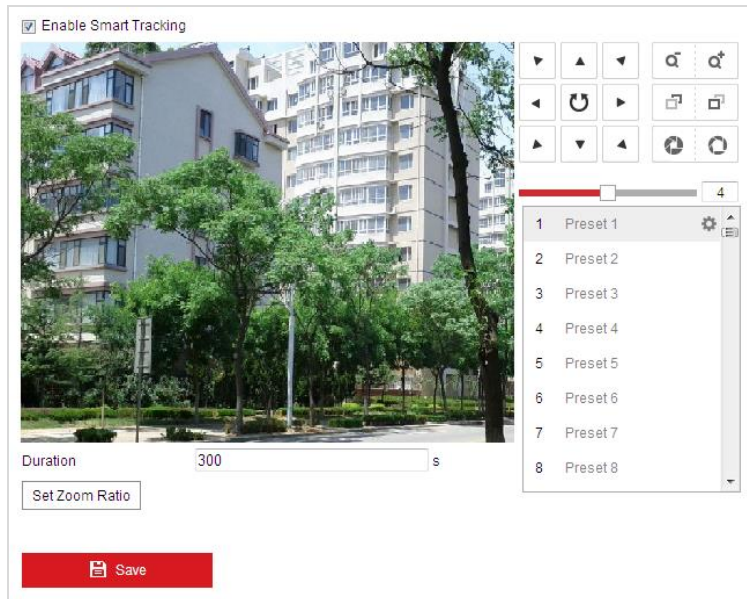 Enable Smart Tracking
4
1 Preset 1
2 Preset 2
3 Preset 3
4 Preset 4
5 Preset 5
6 Preset 6
7 Preset 7
8 Preset 8
Duration 300 s
Set Zoom Ratio
Save